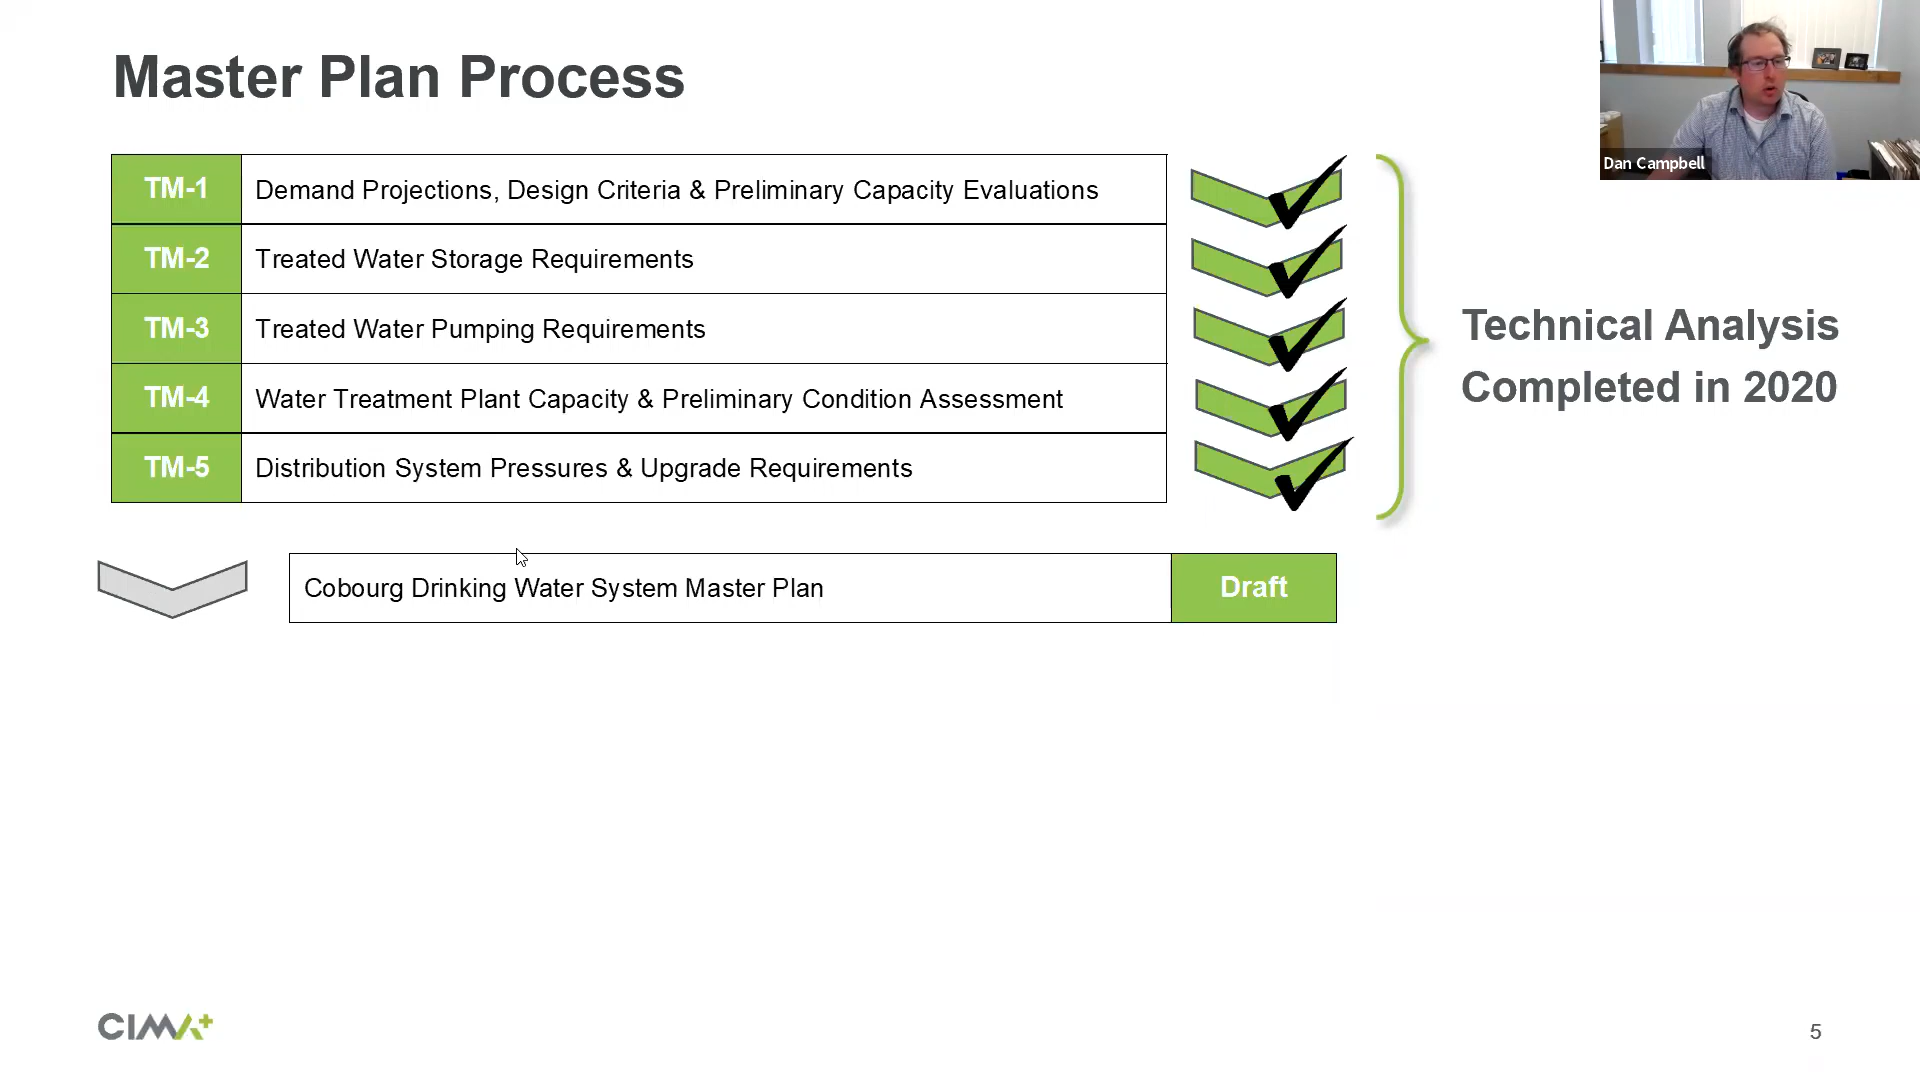 Master Plan Process
Dan Campbell
TM-1 Demand Projections, Design Criteria & Preliminary Capacity Evaluations
TM-2 Treated Water Storage Requirements
TM-3 Treated Water Pumping Requirements
TM-4 Water Treatment Plant Capacity & Preliminary Condition Assessment
TM-5 Distribution System Pressures & Upgrade Requirements
Technical Analysis
Completed in 2020
Cobourg Drinking Water System Master Plan Draft
CIMA+
5